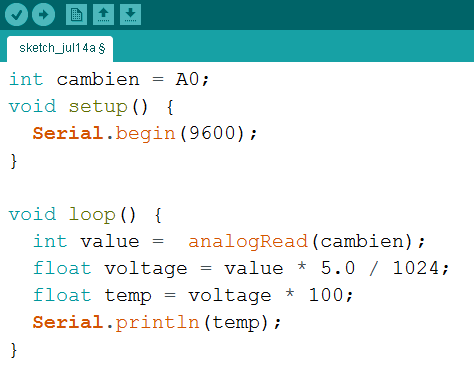 sketch_jul14a §
int cambien = A0;
void setup() {
  Serial.begin(9600);
}

void loop() {
  int value =  analogRead(cambien);
  float voltage = value * 5.0 / 1024;
  float temp = voltage * 100;
  Serial.println(temp);
}